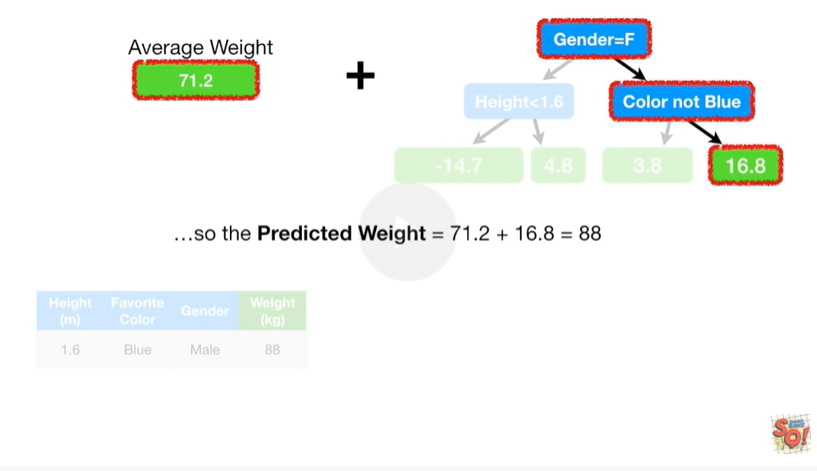 Average Weight
71.2
+
Gender=F
Height<1.6
Color not Blue
-14.7
4.8
3.8
16.8
…so the Predicted Weight = 71.2 + 16.8 = 88
Height (m)
Favorite Color
Gender
Weight (kg)
1.6
Blue
Male
88
SQ!